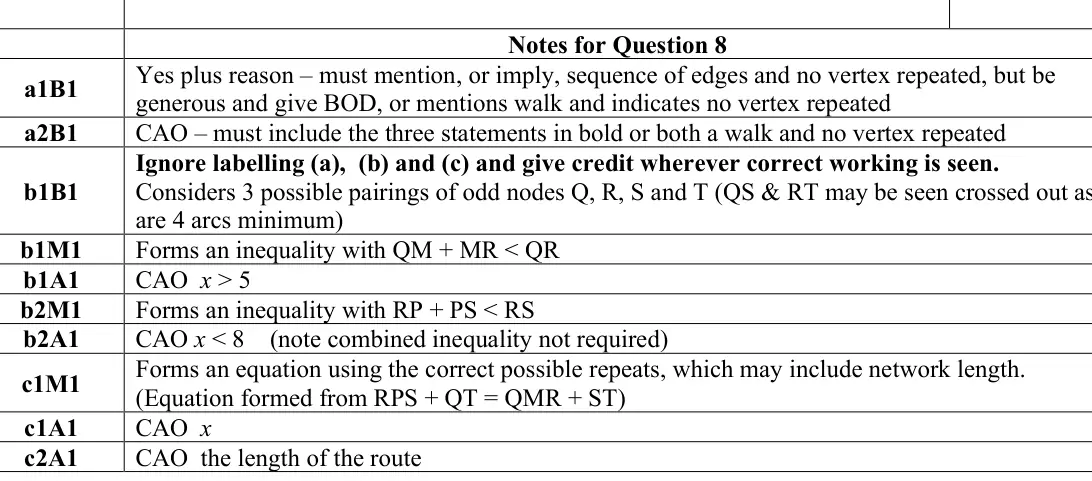 Notes for Question 8
a1B1
Yes plus reason – must mention, or imply, sequence of edges and no vertex repeated, but be
generous and give BOD, or mentions walk and indicates no vertex repeated
a2B1
CAO – must include the three statements in bold or both a walk and no vertex repeated
b1B1
Ignore labelling (a),  (b) and (c) and give credit wherever correct working is seen.
Considers 3 possible pairings of odd nodes Q, R, S and T (QS & RT may be seen crossed out as
are 4 arcs minimum)
b1M1
Forms an inequality with QM + MR < QR
b1A1
CAO  x > 5
b2M1
Forms an inequality with RP + PS < RS
b2A1
CAO x < 8    (note combined inequality not required)
c1M1
Forms an equation using the correct possible repeats, which may include network length.
(Equation formed from RPS + QT = QMR + ST)
c1A1
CAO  x
c2A1
CAO  the length of the route